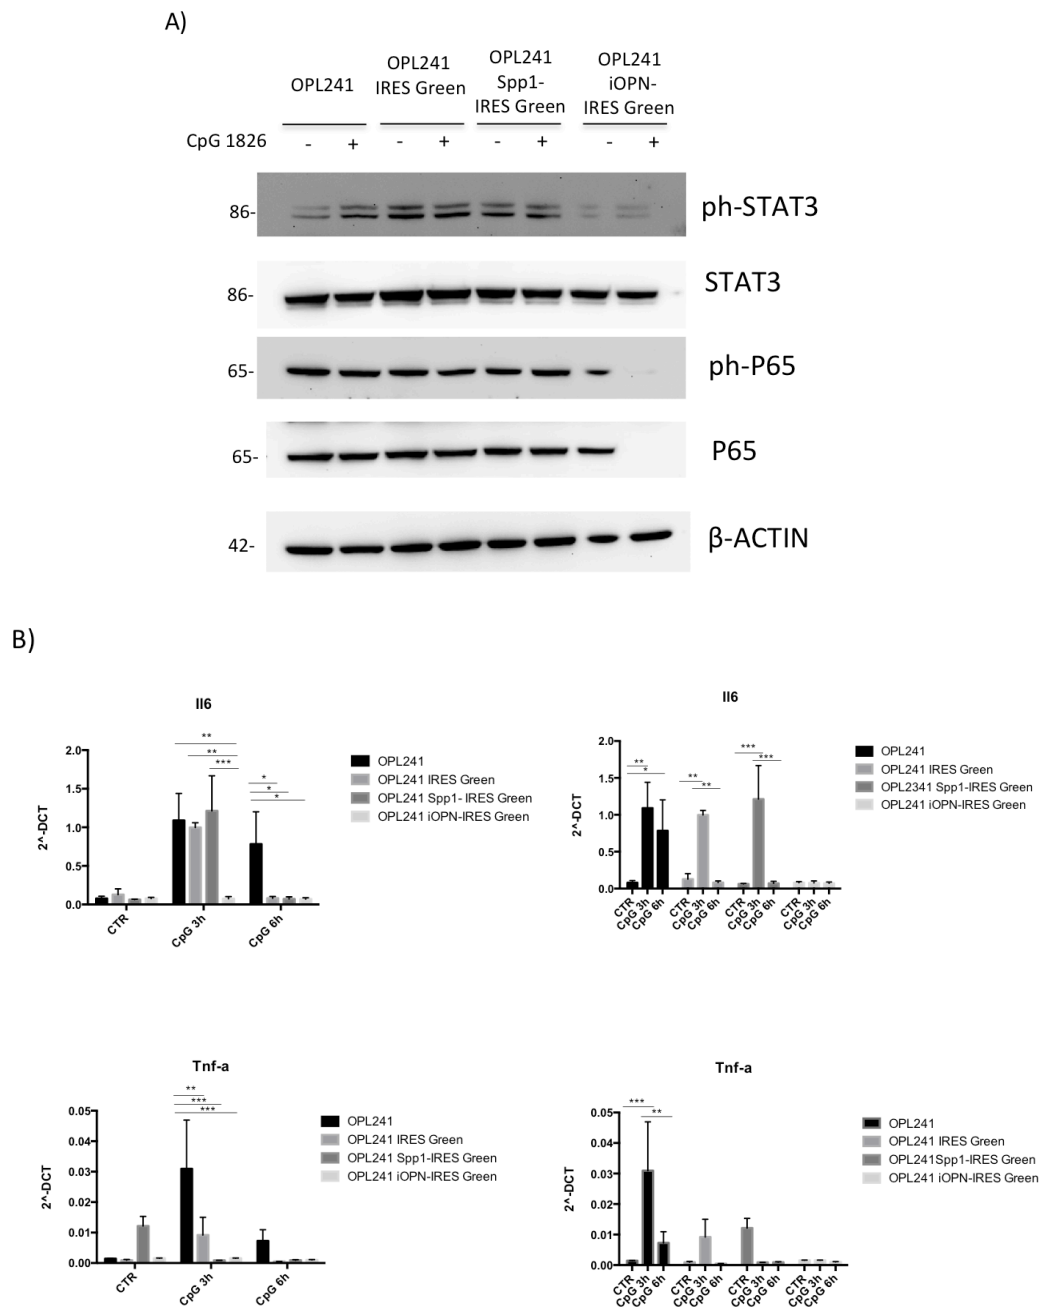 A)
OPL241
OPL241
IRES Green
OPL241
Spp1-
IRES Green
OPL241
iOPN-
IRES Green
CpG 1826 - + - + - + - +
86- ph-STAT3
86- STAT3
65- ph-P65
65- P65
42- β-ACTIN
B)
Il6
2^-DCT
2.0
1.5
1.0
0.5
0.0
** ** *** * * *
CTR CpG 3h CpG 6h
OPL241
OPL241 IRES Green
OPL241 Spp1- IRES Green
OPL241 iOPN-IRES Green
Il6
2^-DCT
2.0
1.5
1.0
0.5
0.0
** * ** ** *** ***
CTR CpG 3h CpG 6h CTR CpG 3h CpG 6h CTR CpG 3h CpG 6h CTR CpG 3h CpG 6h
OPL241
OPL241 IRES Green
OPL2341 Spp1-IRES Green
OPL241 iOPN-IRES Green
Tnf-a
2^-DCT
0.05
0.04
0.03
0.02
0.01
0.00
** *** ***
CTR CpG 3h CpG 6h
OPL241
OPL241 IRES Green
OPL241 Spp1-IRES Green
OPL241 iOPN-IRES Green
Tnf-a
2^-DCT
0.05
0.04
0.03
0.02
0.01
0.00
*** **
CTR CpG 3h CpG 6h CTR CpG 3h CpG 6h CTR CpG 3h CpG 6h CTR CpG 3h CpG 6h
OPL241
OPL241 IRES Green
OPL241Spp1-IRES Green
OPL241 iOPN-IRES Green